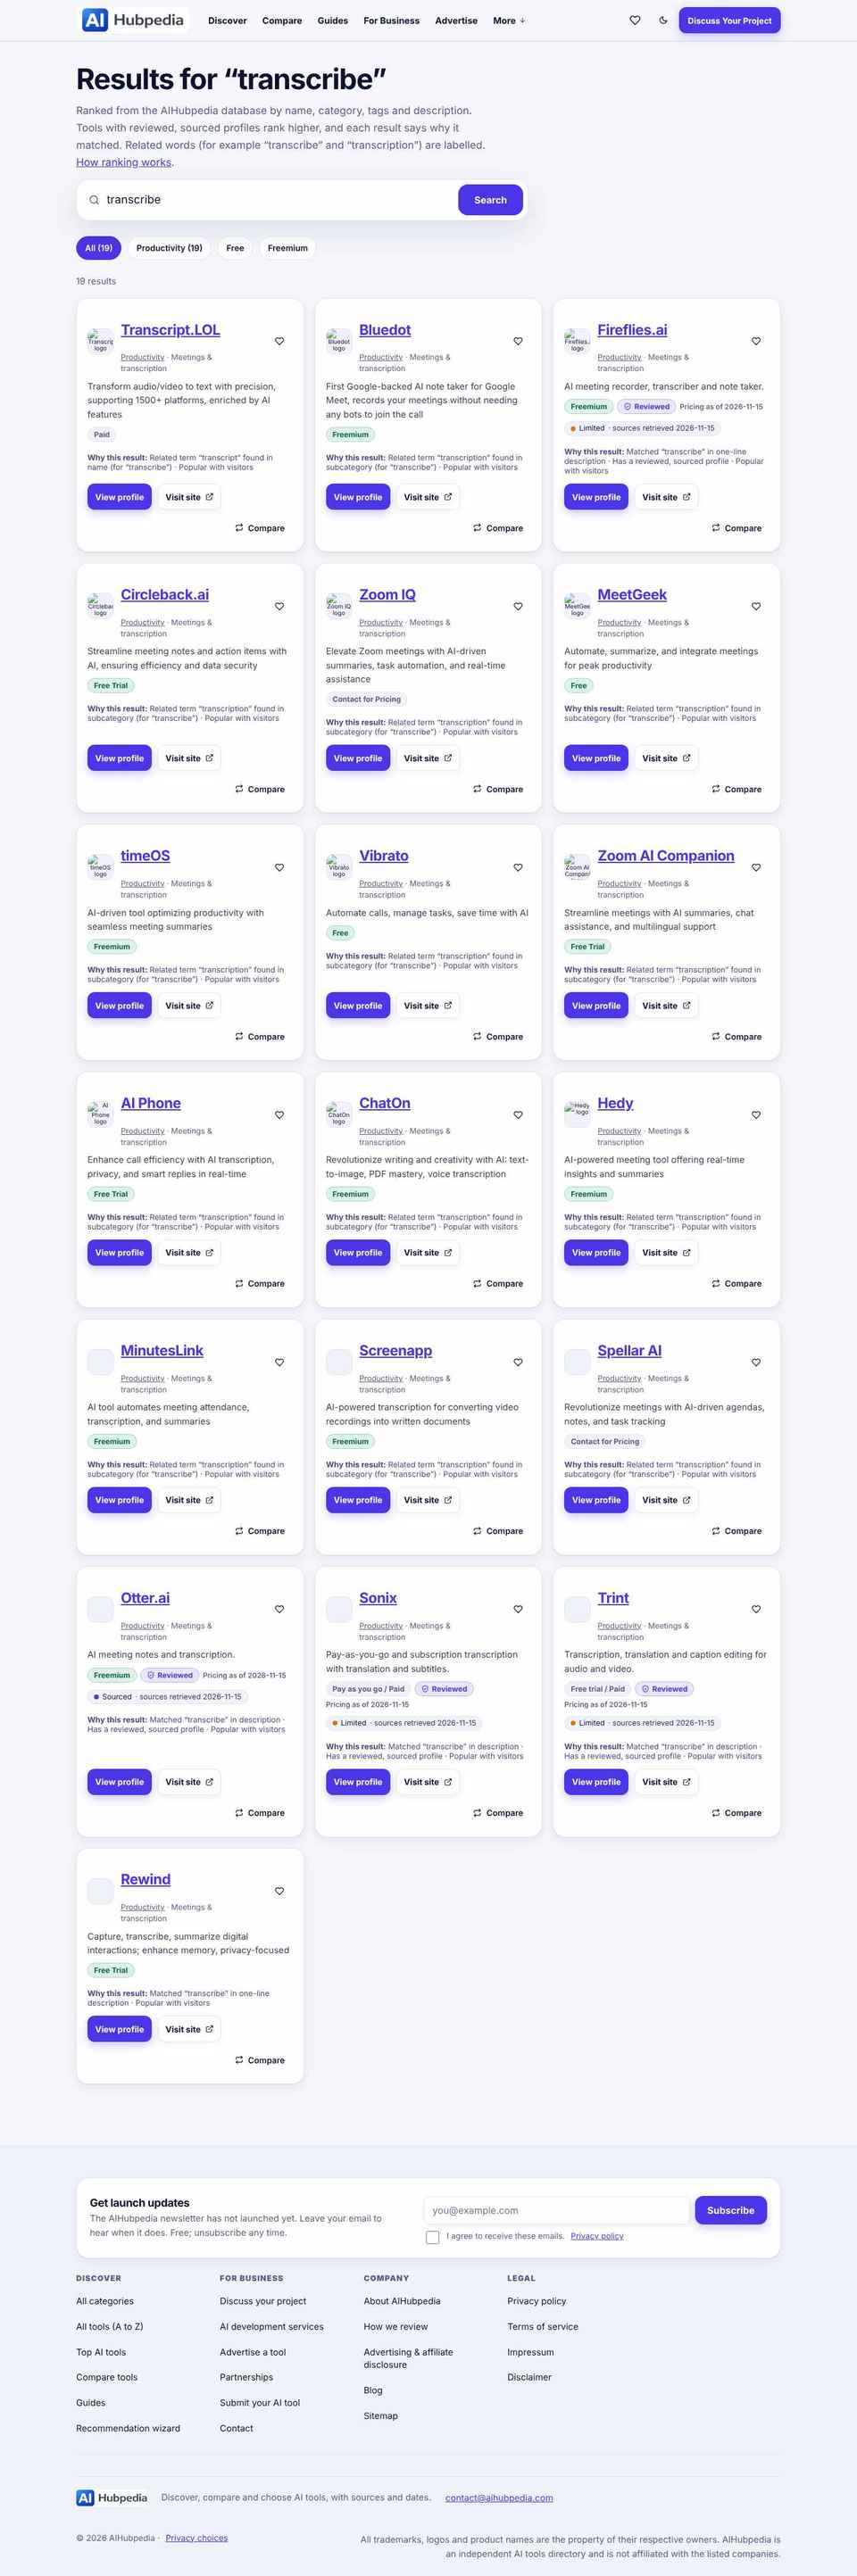 AI Hubpedia
Discover Compare Guides For Business Advertise More
Discuss Your Project
Results for “transcribe”
Ranked from the AIHubpedia database by name, category, tags and description.
Tools with reviewed, sourced profiles rank higher, and each result says why it
matched. Related words (for example “transcribe” and “transcription”) are labelled.
How ranking works.
transcribe
Search
All (19) Productivity (19) Free Freemium
19 results
Transcript.LOL
Productivity · Meetings &
transcription
Transform audio/video to text with precision,
supporting 1500+ platforms, enriched by AI
features
Paid
Why this result: Related term “transcript” found in
name (for “transcribe”) · Popular with visitors
View profile Visit site
Compare
Bluedot
logo
Bluedot
Productivity · Meetings &
transcription
First Google-backed AI note taker for Google
Meet, records your meetings without needing
any bots to join the call
Freemium
Why this result: Related term “transcription” found in
subcategory (for “transcribe”) · Popular with visitors
View profile Visit site
Compare
Fireflies.ai
Productivity · Meetings &
transcription
AI meeting recorder, transcriber and note taker.
Freemium Reviewed Pricing as of 2026-11-15
Limited · sources retrieved 2026-11-15
Why this result: Matched “transcribe” in one-line
description · Has a reviewed, sourced profile · Popular
with visitors
View profile Visit site
Compare
Circleback.ai
Productivity · Meetings &
transcription
Streamline meeting notes and action items with
AI, ensuring efficiency and data security
Free Trial
Why this result: Related term “transcription” found in
subcategory (for “transcribe”) · Popular with visitors
View profile Visit site
Compare
Zoom IQ
logo
Zoom IQ
Productivity · Meetings &
transcription
Elevate Zoom meetings with AI-driven
summaries, task automation, and real-time
assistance
Contact for Pricing
Why this result: Related term “transcription” found in
subcategory (for “transcribe”) · Popular with visitors
View profile Visit site
Compare
MeetGeek
Productivity · Meetings &
transcription
Automate, summarize, and integrate meetings
for peak productivity
Free
Why this result: Related term “transcription” found in
subcategory (for “transcribe”) · Popular with visitors
View profile Visit site
Compare
timeOS
logo
timeOS
Productivity · Meetings &
transcription
AI-driven tool optimizing productivity with
seamless meeting summaries
Freemium
Why this result: Related term “transcription” found in
subcategory (for “transcribe”) · Popular with visitors
View profile Visit site
Compare
Vibrato
logo
Vibrato
Productivity · Meetings &
transcription
Automate calls, manage tasks, save time with AI
Free
Why this result: Related term “transcription” found in
subcategory (for “transcribe”) · Popular with visitors
View profile Visit site
Compare
Zoom AI Companion
Productivity · Meetings &
transcription
Streamline meetings with AI summaries, chat
assistance, and multilingual support
Free Trial
Why this result: Related term “transcription” found in
subcategory (for “transcribe”) · Popular with visitors
View profile Visit site
Compare
AI
Phone
logo
AI Phone
Productivity · Meetings &
transcription
Enhance call efficiency with AI transcription,
privacy, and smart replies in real-time
Free Trial
Why this result: Related term “transcription” found in
subcategory (for “transcribe”) · Popular with visitors
View profile Visit site
Compare
ChatOn
logo
ChatOn
Productivity · Meetings &
transcription
Revolutionize writing and creativity with AI: text-
to-image, PDF mastery, voice transcription
Freemium
Why this result: Related term “transcription” found in
subcategory (for “transcribe”) · Popular with visitors
View profile Visit site
Compare
Hedy
logo
Hedy
Productivity · Meetings &
transcription
AI-powered meeting tool offering real-time
insights and summaries
Freemium
Why this result: Related term “transcription” found in
subcategory (for “transcribe”) · Popular with visitors
View profile Visit site
Compare
MinutesLink
Productivity · Meetings &
transcription
AI tool automates meeting attendance,
transcription, and summaries
Freemium
Why this result: Related term “transcription” found in
subcategory (for “transcribe”) · Popular with visitors
View profile Visit site
Compare
Screenapp
Productivity · Meetings &
transcription
AI-powered transcription for converting video
recordings into written documents
Freemium
Why this result: Related term “transcription” found in
subcategory (for “transcribe”) · Popular with visitors
View profile Visit site
Compare
Spellar AI
Productivity · Meetings &
transcription
Revolutionize meetings with AI-driven agendas,
notes, and task tracking
Contact for Pricing
Why this result: Related term “transcription” found in
subcategory (for “transcribe”) · Popular with visitors
View profile Visit site
Compare
Otter.ai
Productivity · Meetings &
transcription
AI meeting notes and transcription.
Freemium Reviewed Pricing as of 2026-11-15
Sourced · sources retrieved 2026-11-15
Why this result: Matched “transcribe” in description ·
Has a reviewed, sourced profile · Popular with visitors
View profile Visit site
Compare
Sonix
Productivity · Meetings &
transcription
Pay-as-you-go and subscription transcription
with translation and subtitles.
Pay as you go / Paid Reviewed
Pricing as of 2026-11-15
Limited · sources retrieved 2026-11-15
Why this result: Matched “transcribe” in description ·
Has a reviewed, sourced profile · Popular with visitors
View profile Visit site
Compare
Trint
Productivity · Meetings &
transcription
Transcription, translation and caption editing for
audio and video.
Free trial / Paid Reviewed
Pricing as of 2026-11-15
Limited · sources retrieved 2026-11-15
Why this result: Matched “transcribe” in description ·
Has a reviewed, sourced profile · Popular with visitors
View profile Visit site
Compare
Rewind
Productivity · Meetings &
transcription
Capture, transcribe, summarize digital
interactions; enhance memory, privacy-focused
Free Trial
Why this result: Matched “transcribe” in one-line
description · Popular with visitors
View profile Visit site
Compare
Get launch updates
The AIHubpedia newsletter has not launched yet. Leave your email to
hear when it does. Free; unsubscribe any time.
you@example.com
Subscribe
I agree to receive these emails. Privacy policy
DISCOVER
All categories
All tools (A to Z)
Top AI tools
Compare tools
Guides
Recommendation wizard
FOR BUSINESS
Discuss your project
AI development services
Advertise a tool
Partnerships
Submit your AI tool
Contact
COMPANY
About AIHubpedia
How we review
Advertising & affiliate
disclosure
Blog
Sitemap
LEGAL
Privacy policy
Terms of service
Impressum
Disclaimer
AI Hubpedia
Discover, compare and choose AI tools, with sources and dates. contact@aihubpedia.com
© 2026 AIHubpedia · Privacy choices
All trademarks, logos and product names are the property of their respective owners. AIHubpedia is
an independent AI tools directory and is not affiliated with the listed companies.